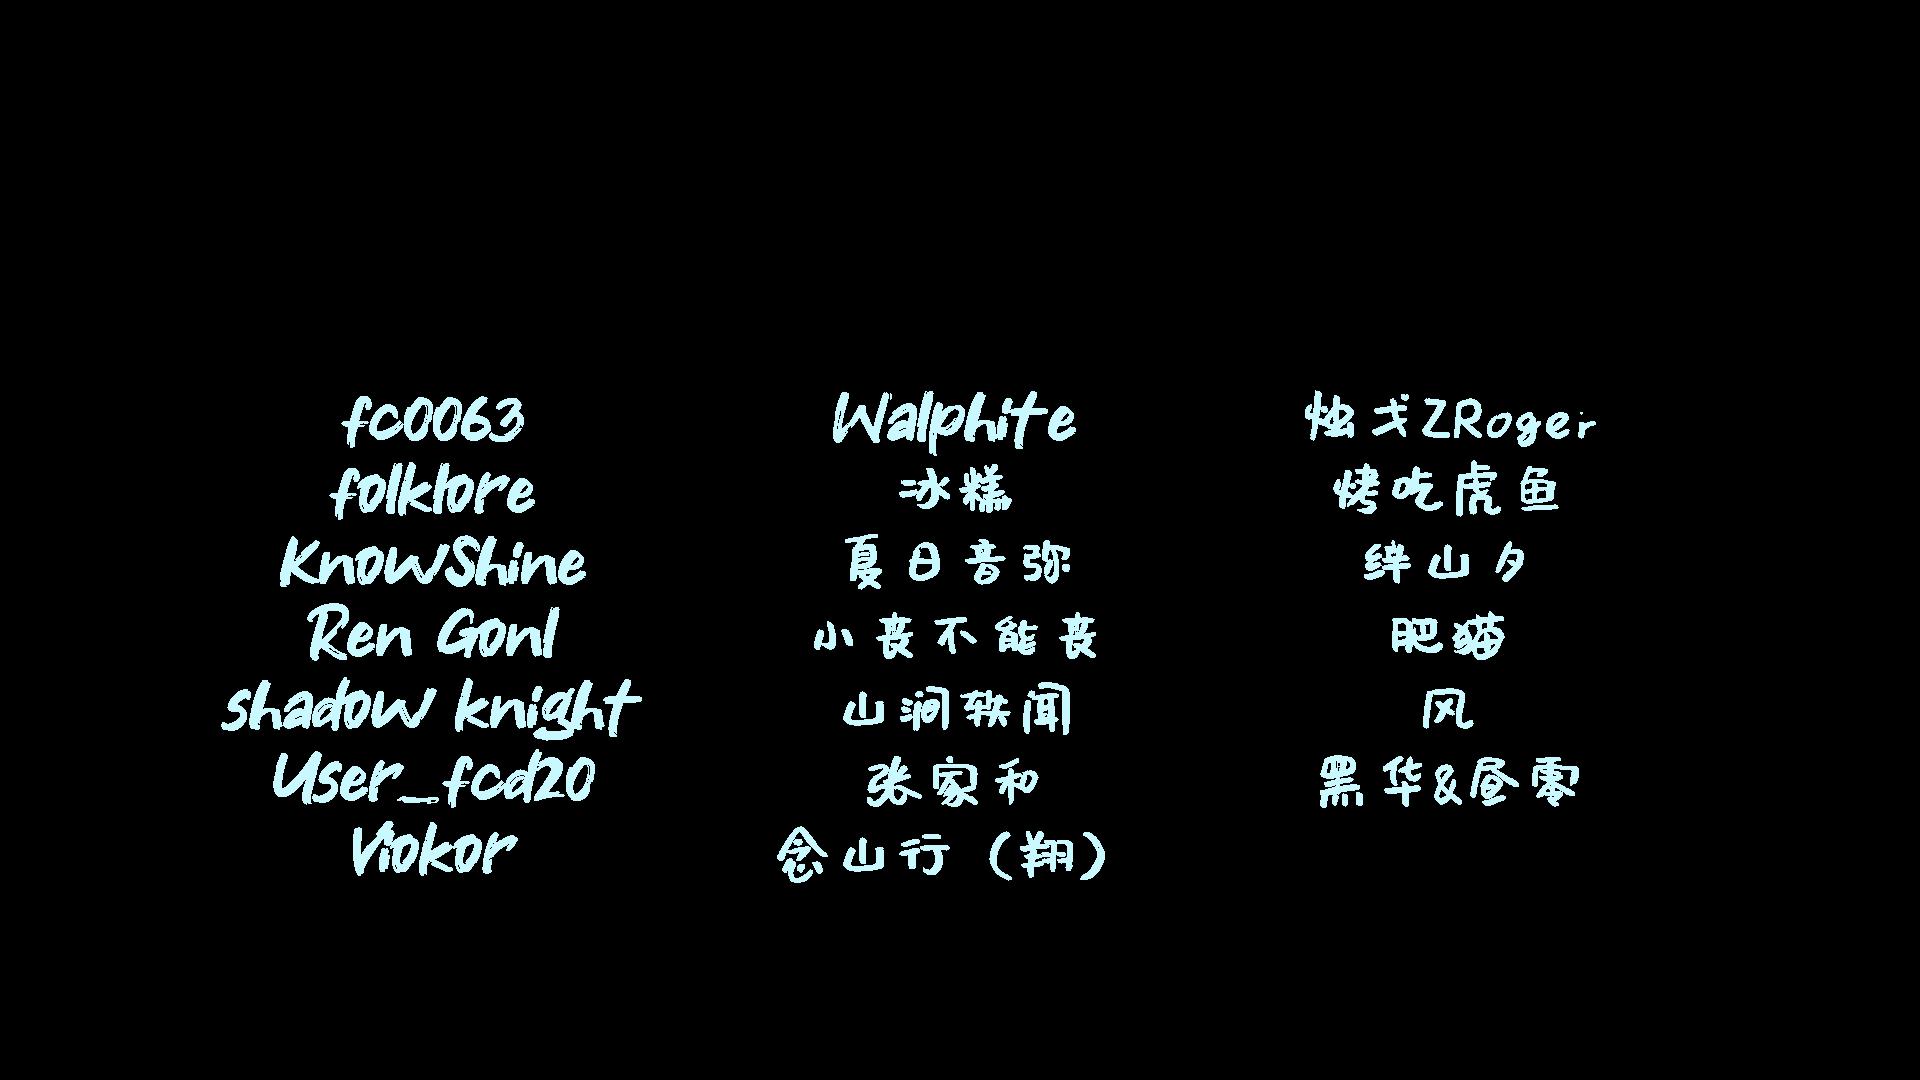 fc0063
folklore
KnowShine
Ren Gonl
shadow knight
User_fcd20
Viokor
Walphite
冰糕
夏日音弥
小丧不能丧
山涧轶闻
张家和
念山行（翔）
烛戈ZRoger
烤吃虎鱼
绊山夕
肥猫
风
黑华&昼零